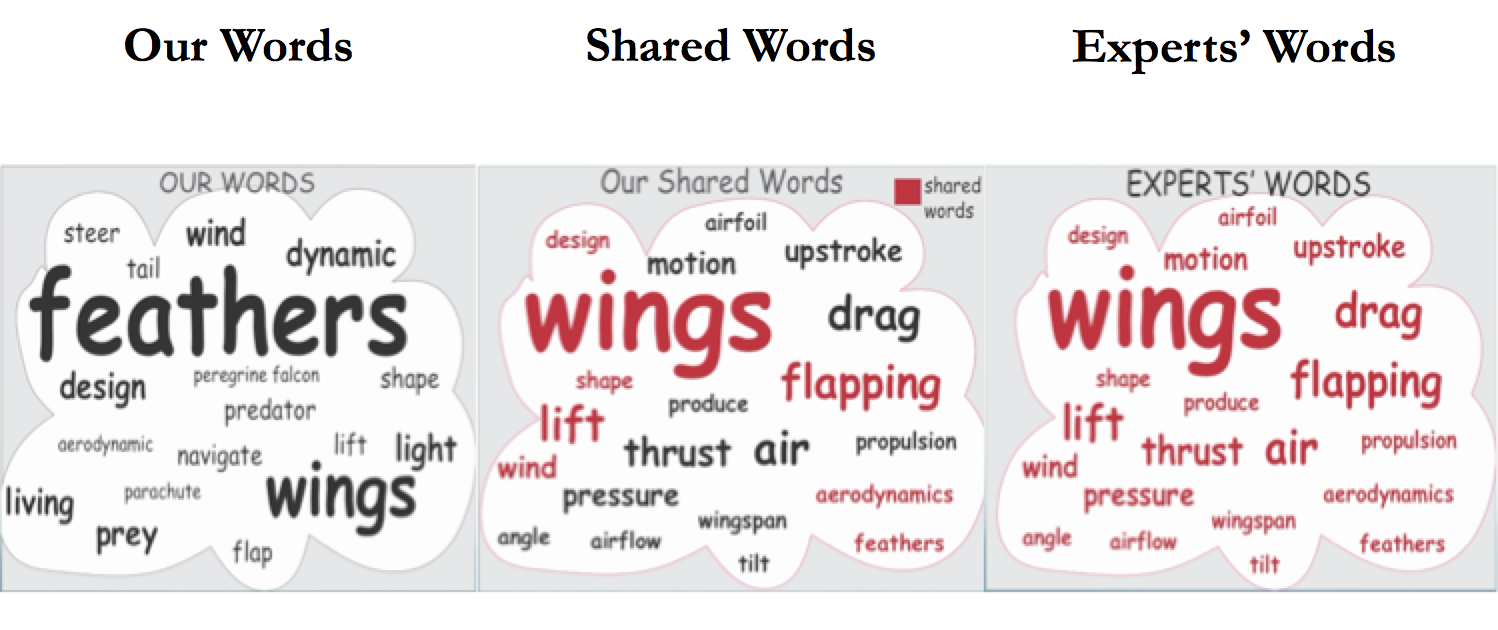 Our Words
Shared Words
Experts’ Words
OUR WORDS
steer
wind
dynamic
tail
feathers
design
peregrine falcon
shape
predator
aerodynamic
navigate
lift
light
living
parachute
wings
prey
flap
Our Shared Words
shared
words
airfoil
design
upstroke
motion
wings
drag
shape
flapping
produce
lift
thrust
air
propulsion
wind
pressure
aerodynamics
wingspan
angle
airflow
feathers
tilt
EXPERTS’ WORDS
airfoil
design
upstroke
motion
wings
drag
shape
flapping
produce
lift
thrust
air
propulsion
wind
pressure
aerodynamics
wingspan
angle
airflow
feathers
tilt